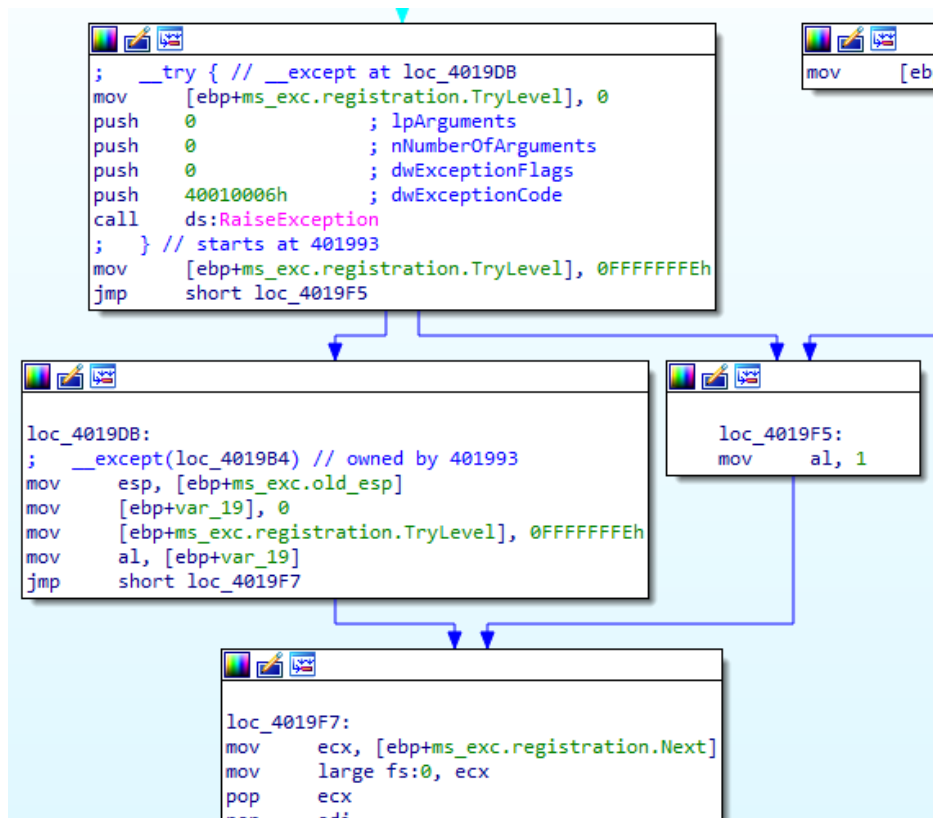 ;   __try { // __except at loc_4019DB
mov     [ebp+ms_exc.registration.TryLevel], 0
push    0               ; lpArguments
push    0               ; nNumberOfArguments
push    0               ; dwExceptionFlags
push    40010006h       ; dwExceptionCode
call    ds:RaiseException
;   } // starts at 401993
mov     [ebp+ms_exc.registration.TryLevel], 0FFFFFFFEh
jmp     short loc_4019F5
mov     [eb
loc_4019DB:
;   __except(loc_4019B4) // owned by 401993
mov     esp, [ebp+ms_exc.old_esp]
mov     [ebp+var_19], 0
mov     [ebp+ms_exc.registration.TryLevel], 0FFFFFFFEh
mov     al, [ebp+var_19]
jmp     short loc_4019F7
loc_4019F5:
mov     al, 1
loc_4019F7:
mov     ecx, [ebp+ms_exc.registration.Next]
mov     large fs:0, ecx
pop     ecx